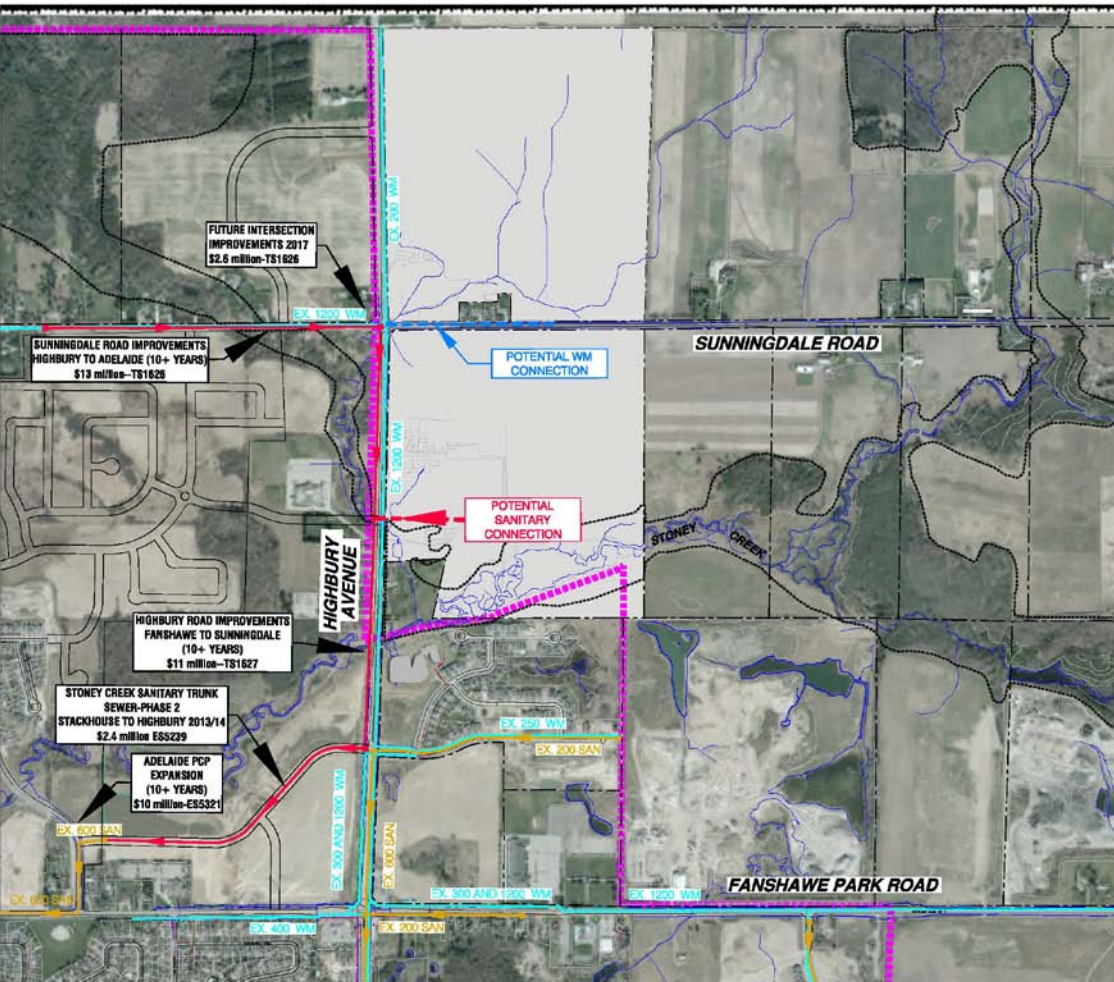 EX. 200 WM
FUTURE INTERSECTION
IMPROVEMENTS 2017
$2.6 million-TS1626
EX. 1200 WM
SUNNINGDALE ROAD IMPROVEMENTS
HIGHBURY TO ADELAIDE (10+ YEARS)
$13 million--TS1626
POTENTIAL WM
CONNECTION
SUNNINGDALE ROAD
EX. 1200 WM
POTENTIAL
SANITARY
CONNECTION
STONEY CREEK
HIGHBURY
AVENUE
HIGHBURY ROAD IMPROVEMENTS
FANSHAWE TO SUNNINGDALE
(10+ YEARS)
$11 million--TS1627
STONEY CREEK SANITARY TRUNK
SEWER-PHASE 2
STACKHOUSE TO HIGHBURY 2013/14
$2.4 million ES5239
EX. 250 WM
EX. 200 SAN
ADELAIDE PCP
EXPANSION
(10+ YEARS)
$10 million-ES5321
EX. 600 SAN
EX. 300 AND 1200 WM
EX. 600 SAN
FANSHAWE PARK ROAD
EX. 300 AND 1200 WM
EX. 1200 WM
EX. 400 WM
EX. 200 SAN